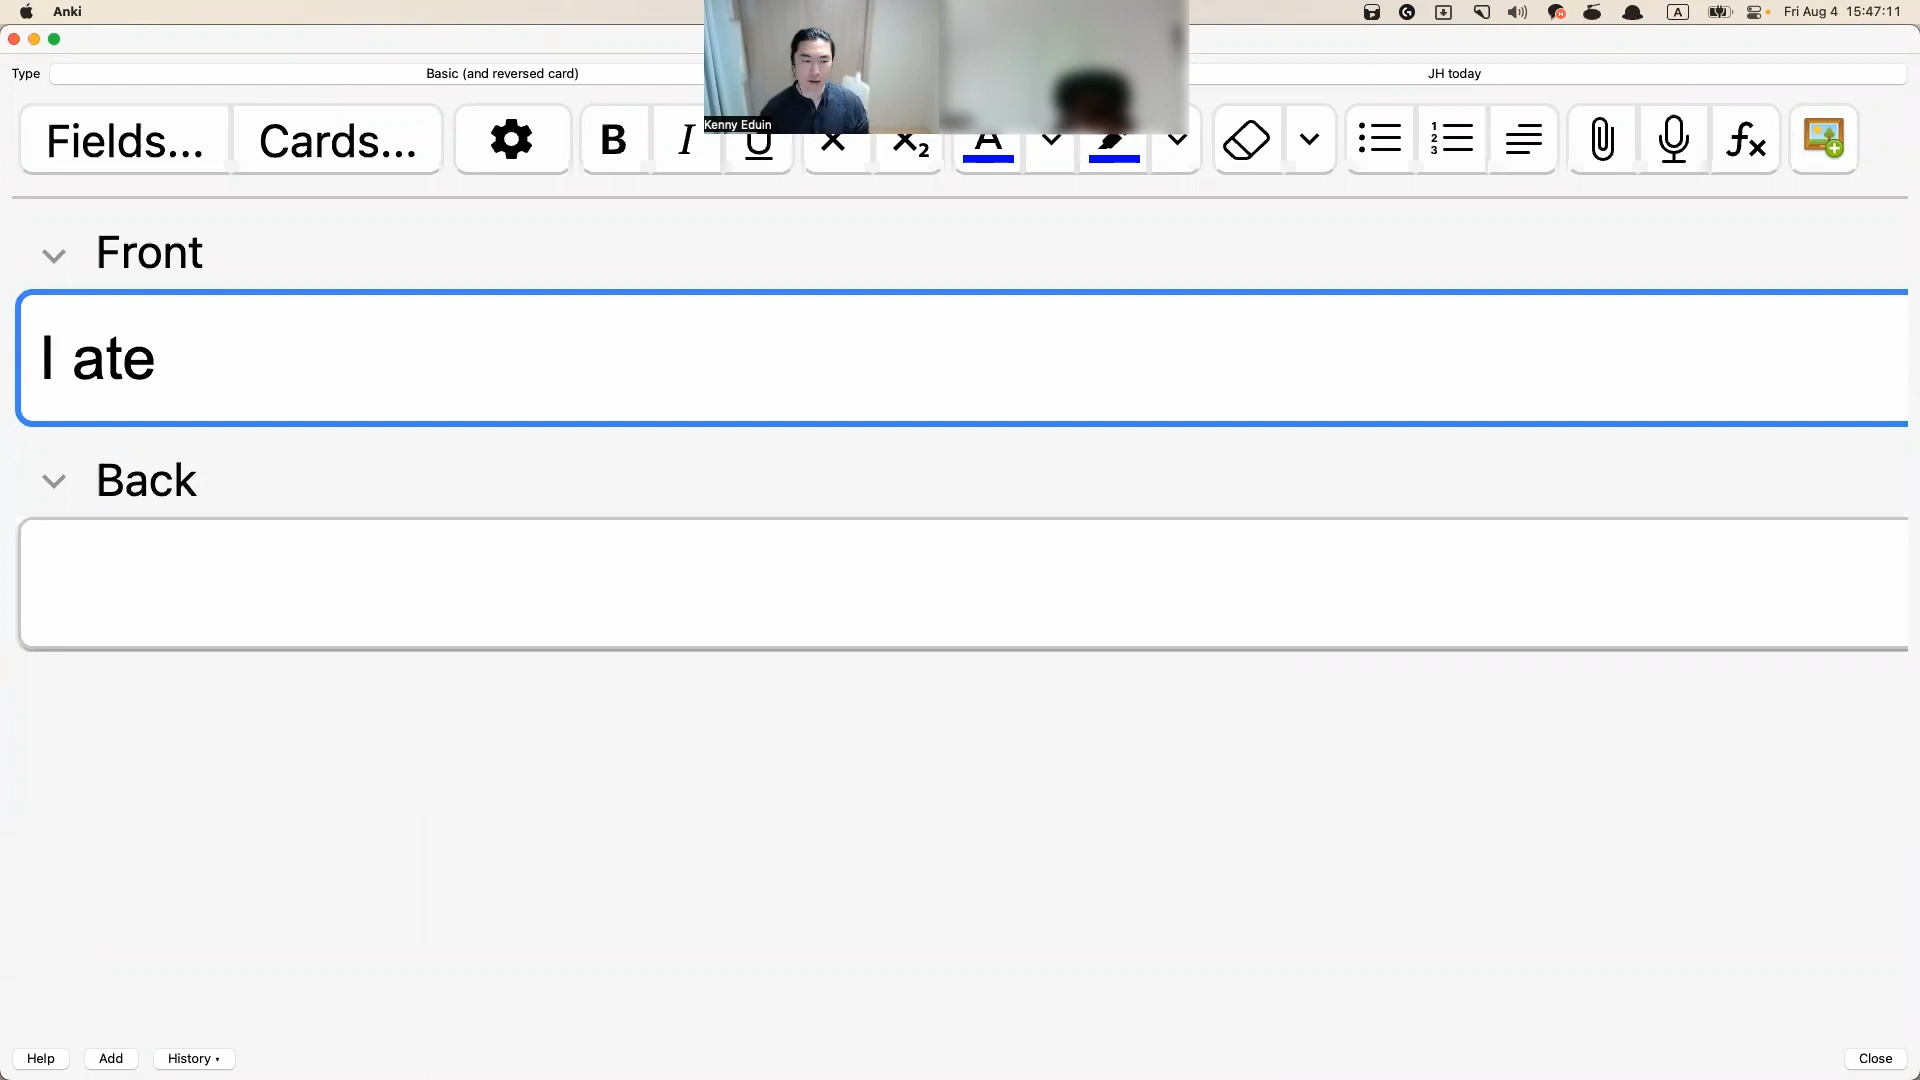 Anki
Fri Aug 4 15:47:11
Type
Basic (and reversed card)
JH today
Kenny Eduin
Fields...
Cards...
Front
I ate
Back
Help
Add
History
Close